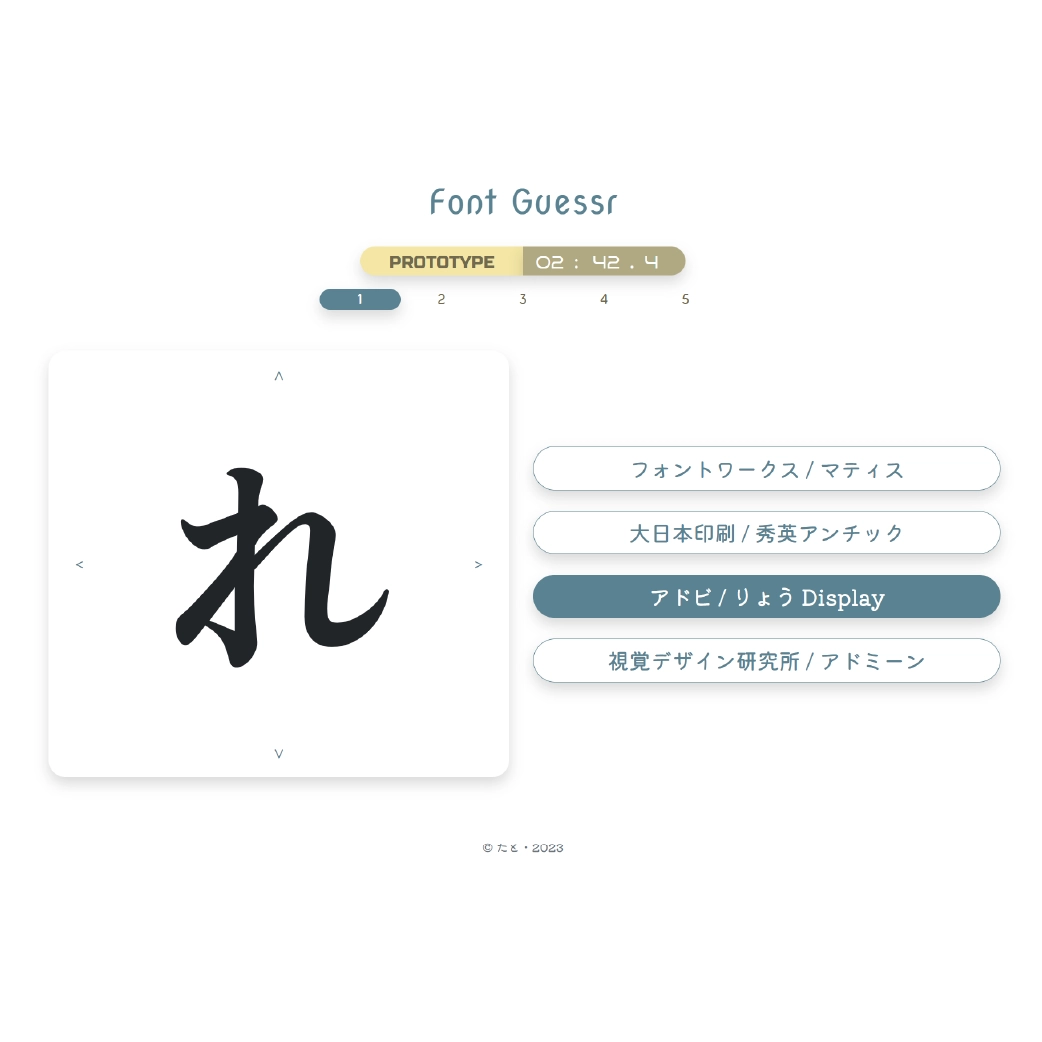 Font Guessr
PROTOTYPE 02 : 42 . 4
1 2 3 4 5
^
れ
< >
v
フォントワークス / マティス
大日本印刷 / 秀英アンチック
アドビ / りょう Display
視覚デザイン研究所 / アドミーン
© たと・2023